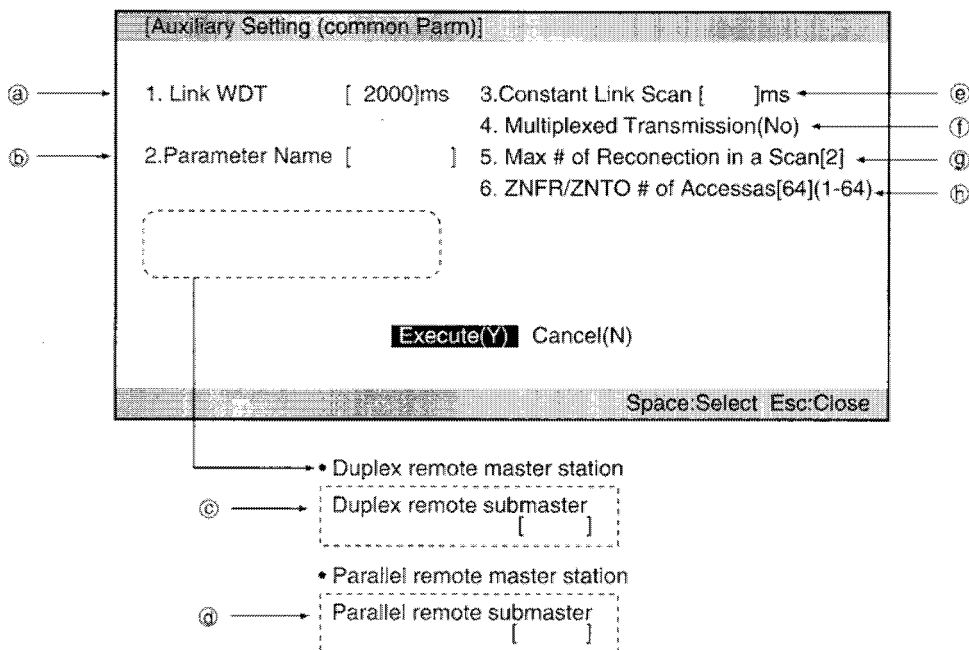 [Auxiliary Setting (common Parm)]
ⓐ 1. Link WDT [ 2000]ms 3.Constant Link Scan [ ]ms ⓔ
4. Multiplexed Transmission(No) ⓕ
ⓑ 2.Parameter Name [ ] 5. Max # of Reconection in a Scan[2] ⓖ
6. ZNFR/ZNTO # of Accessas[64](1-64) ⓗ
Execute(Y) Cancel(N)
Space:Select Esc:Close
• Duplex remote master station
ⓒ Duplex remote submaster
[ ]
• Parallel remote master station
ⓓ Parallel remote submaster
[ ]